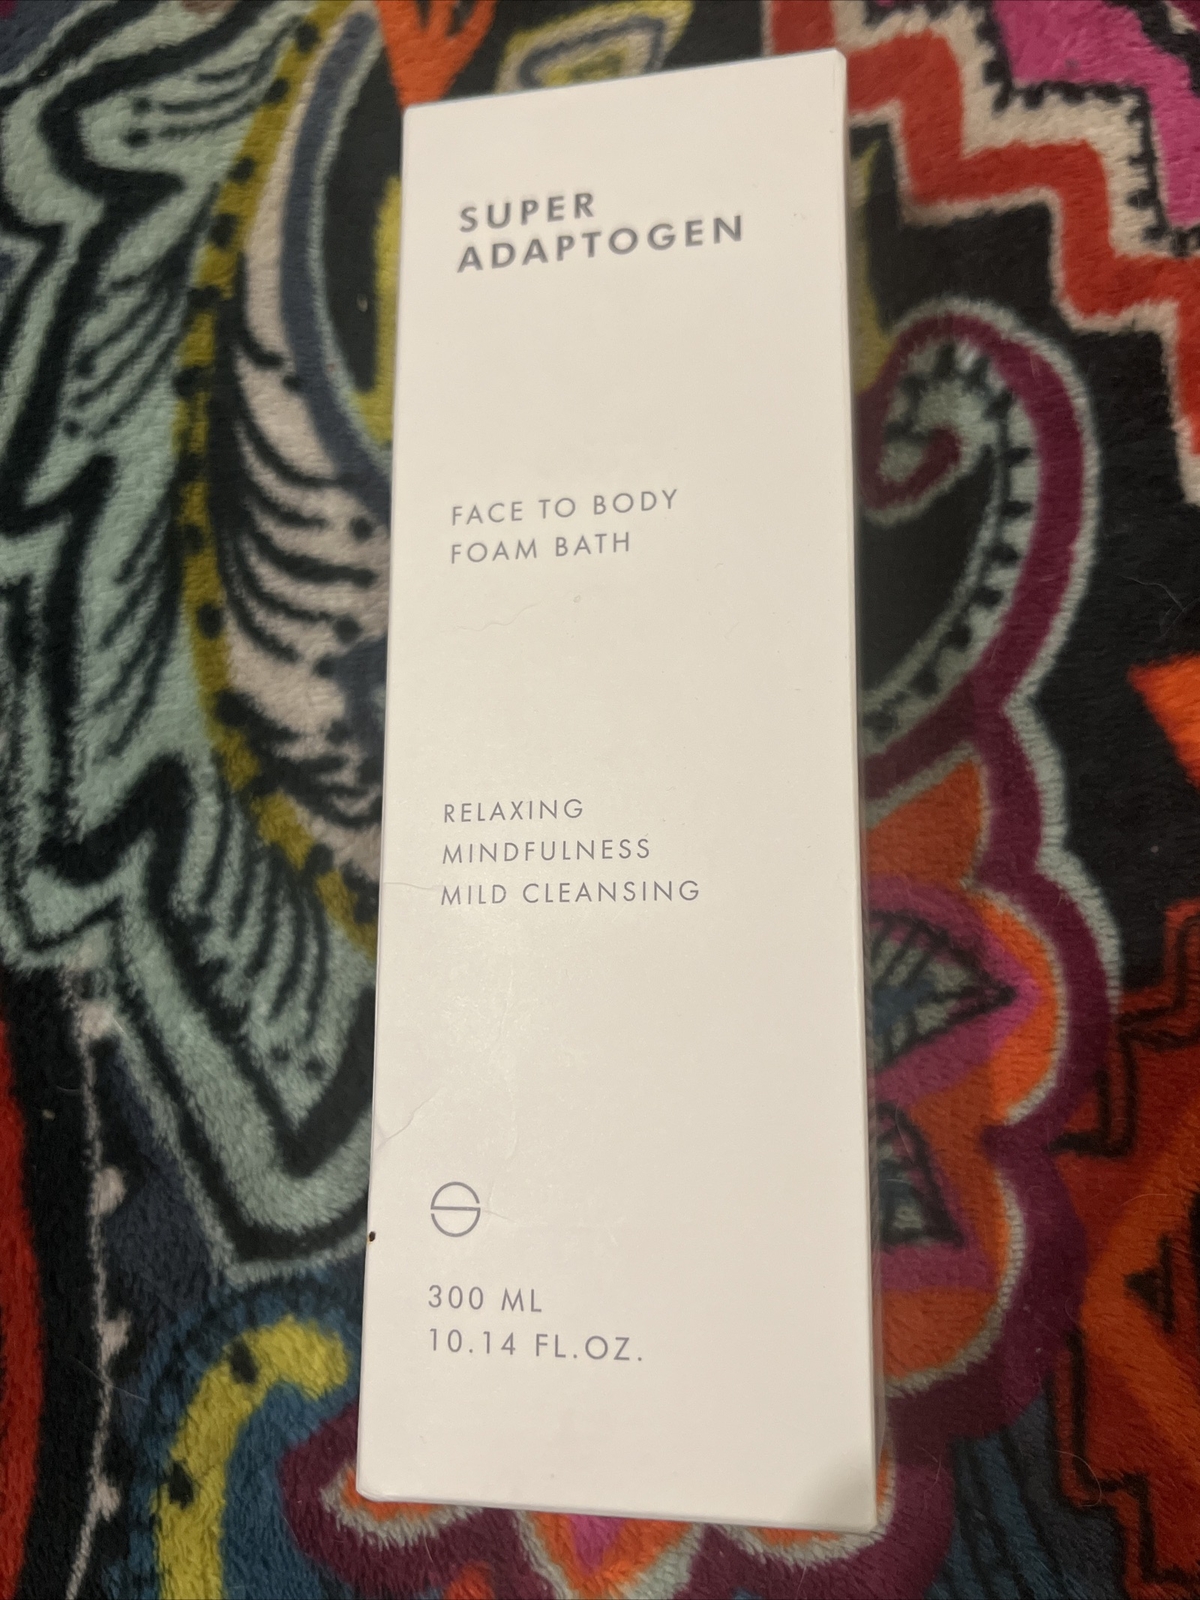 SUPER
ADAPTOGEN
FACE TO BODY
FOAM BATH
RELAXING
MINDFULNESS
MILD CLEANSING
300 ML
10.14 FL.OZ.